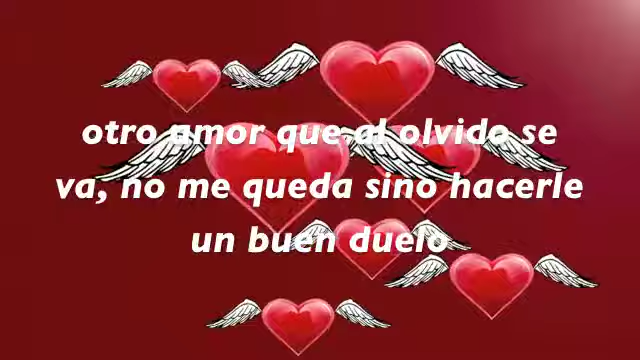 otro amor que al olvido se
va, no me queda sino hacerle
un buen duelo